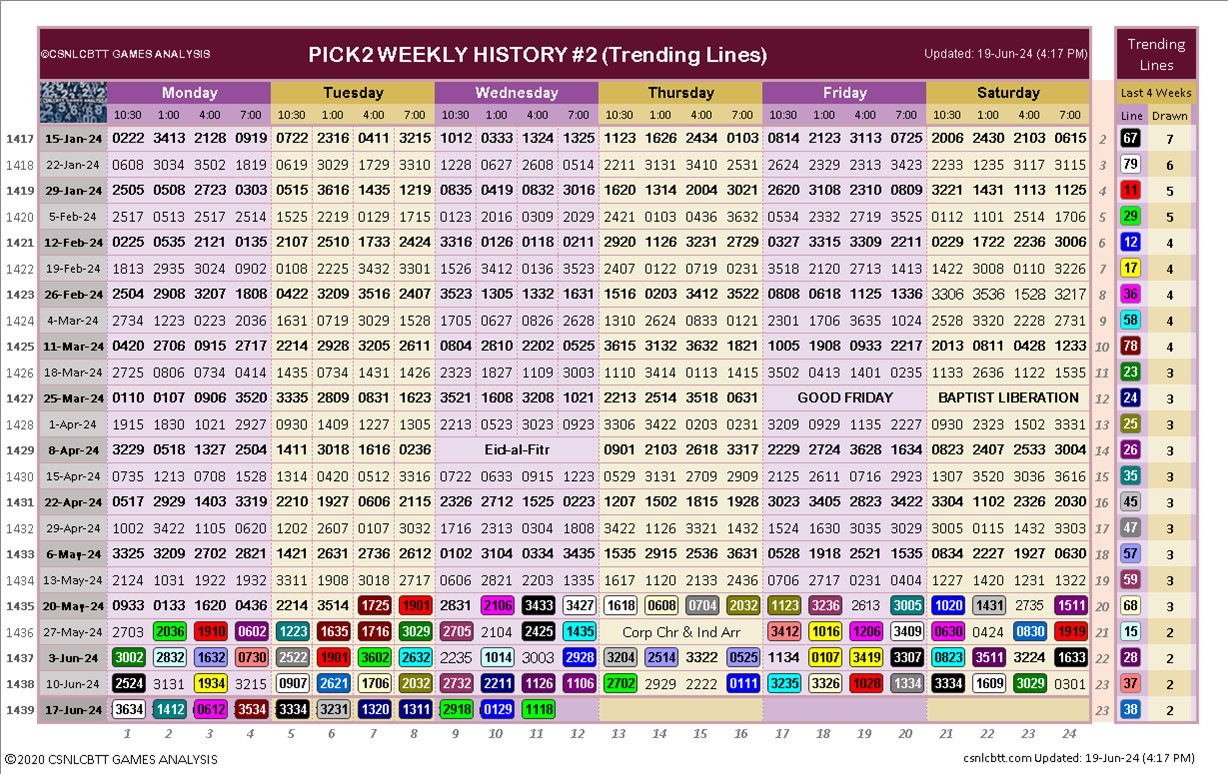 ©CSNLCBTT GAMES ANALYSIS PICK2 WEEKLY HISTORY #2 (Trending Lines) Updated: 19-Jun-24 (4:17 PM) Trending
Lines
Monday Tuesday Wednesday Thursday Friday Saturday Last 4 Weeks
10:30 1:00 4:00 7:00 10:30 1:00 4:00 7:00 10:30 1:00 4:00 7:00 10:30 1:00 4:00 7:00 10:30 1:00 4:00 7:00 10:30 1:00 4:00 7:00 Line Drawn
1417 15-Jan-24 0222 3413 2128 0919 0722 2316 0411 3215 1012 0333 1324 1325 1123 1626 2434 0103 0814 2123 3113 0725 2006 2430 2103 0615 2 67 7
1418 22-Jan-24 0608 3034 3502 1819 0619 3029 1729 3310 1228 0627 2608 0514 2211 3131 3410 2531 2624 2329 2113 3423 2233 1235 3117 3115 3 79 6
1419 29-Jan-24 2505 0508 2723 0303 0515 3616 1435 1219 0835 0419 0832 3016 1620 1314 2004 3021 2620 3108 2310 0809 3221 1431 1113 1125 4 11 5
1420 5-Feb-24 2517 0513 2517 2514 1525 2219 0129 1715 0123 2016 0309 2029 2421 0103 0436 3632 0534 2332 2719 3525 0112 1101 2514 1706 5 29 5
1421 12-Feb-24 0225 0535 2121 0135 2107 2510 1733 2424 3316 0126 0118 0211 2920 1126 3231 2729 0327 3315 3309 2211 0229 1722 2236 3006 6 12 4
1422 19-Feb-24 1813 2935 3024 0902 0108 2225 3432 3301 1526 3412 0136 3523 2407 0122 0719 0231 3518 2120 2713 1413 1422 3008 0110 3226 7 17 4
1423 26-Feb-24 2504 2908 3207 1808 0422 3209 3516 2407 3523 1305 1332 1631 1516 0203 3412 3522 0808 0618 1125 1336 3306 3536 1528 3217 8 36 4
1424 4-Mar-24 2734 1223 0223 2036 1631 0719 3029 1523 1705 0627 0826 2628 1310 2624 0833 0121 2301 1706 3635 1024 2528 3320 2228 2731 9 58 4
1425 11-Mar-24 0420 2706 0915 2717 2214 2928 3205 2611 0804 2810 2202 0525 3615 3132 3632 1821 1005 1908 0933 2217 2013 0811 0428 1233 10 78 4
1426 18-Mar-24 2725 0806 0734 0414 1435 0734 1431 1426 2323 1827 1109 3003 1110 3414 0113 1415 3502 0413 1401 0235 1133 2636 1122 1535 11 23 3
1427 25-Mar-24 0110 0107 0906 3520 3335 2809 0831 1623 3521 1608 3208 1021 2213 2514 3518 0631 GOOD FRIDAY BAPTIST LIBERATION 12 24 3
1428 1-Apr-24 1915 1830 1021 2927 0930 1409 1227 1305 2213 0523 3023 0923 3306 3422 0203 0231 3209 0929 1135 2227 0930 2323 1502 3331 13 25 3
1429 8-Apr-24 3229 0518 1327 2504 1411 3018 1616 0236 Eid-al-Fitr 0901 2103 2618 3317 2229 2724 3628 1634 0823 2407 2533 3004 14 26 3
1430 15-Apr-24 0735 1213 0708 1528 1314 0420 0512 3316 0722 0633 0915 1223 0529 3131 2709 2909 2125 2611 0716 2923 1307 3520 3036 3616 15 35 3
1431 22-Apr-24 0517 2929 1403 3319 2210 1927 0606 2115 2326 2712 1525 0223 1207 1502 1815 1928 3023 3405 2823 3422 3304 1102 2326 2030 16 45 3
1432 29-Apr-24 1002 3422 1105 0620 1202 2607 0107 3032 1716 2313 0304 1808 3422 1126 3321 1432 1524 1630 3035 3029 3005 0115 1432 3303 17 47 3
1433 6-May-24 3325 3209 2702 2821 1421 2631 2736 2612 0102 3104 0334 3435 1535 2915 2536 3631 0528 1918 2521 1535 0834 2227 1927 0630 18 57 3
1434 13-May-24 2124 1031 1922 1932 3311 1908 3018 2717 0606 2821 2203 1335 1617 1120 2133 2436 0706 2717 0231 0404 1227 1420 1231 1322 19 59 3
1435 20-May-24 0933 0133 1620 0436 2214 3514 1725 1901 2831 2106 3433 3427 1618 0608 0704 2032 1123 3236 2613 3005 1020 1431 2735 1511 20 68 3
1436 27-May-24 2703 2036 1910 0602 1223 1635 1716 3029 2705 2104 2425 1435 Corp Chr & Ind Arr 3412 1016 1206 3409 0630 0424 0830 1919 21 15 2
1437 3-Jun-24 3002 2832 1632 0730 2522 1901 3602 2632 2235 1014 3003 2928 3204 2514 3322 0525 1134 0107 3419 3307 0823 3511 3224 1633 22 28 2
1438 10-Jun-24 2524 3131 1934 3215 0907 2621 1706 2032 2732 2211 1126 1106 2702 2929 2222 0111 3235 3326 1028 1334 3334 1609 3029 0301 23 37 2
1439 17-Jun-24 3634 1412 0612 3534 3334 3231 1320 1311 2918 0129 1118 23 38 2
1 2 3 4 5 6 7 8 9 10 11 12 13 14 15 16 17 18 19 20 21 22 23 24
©2020 CSNLCBTT GAMES ANALYSIS csnlcbtt.com Updated: 19-Jun-24 (4:17 PM)